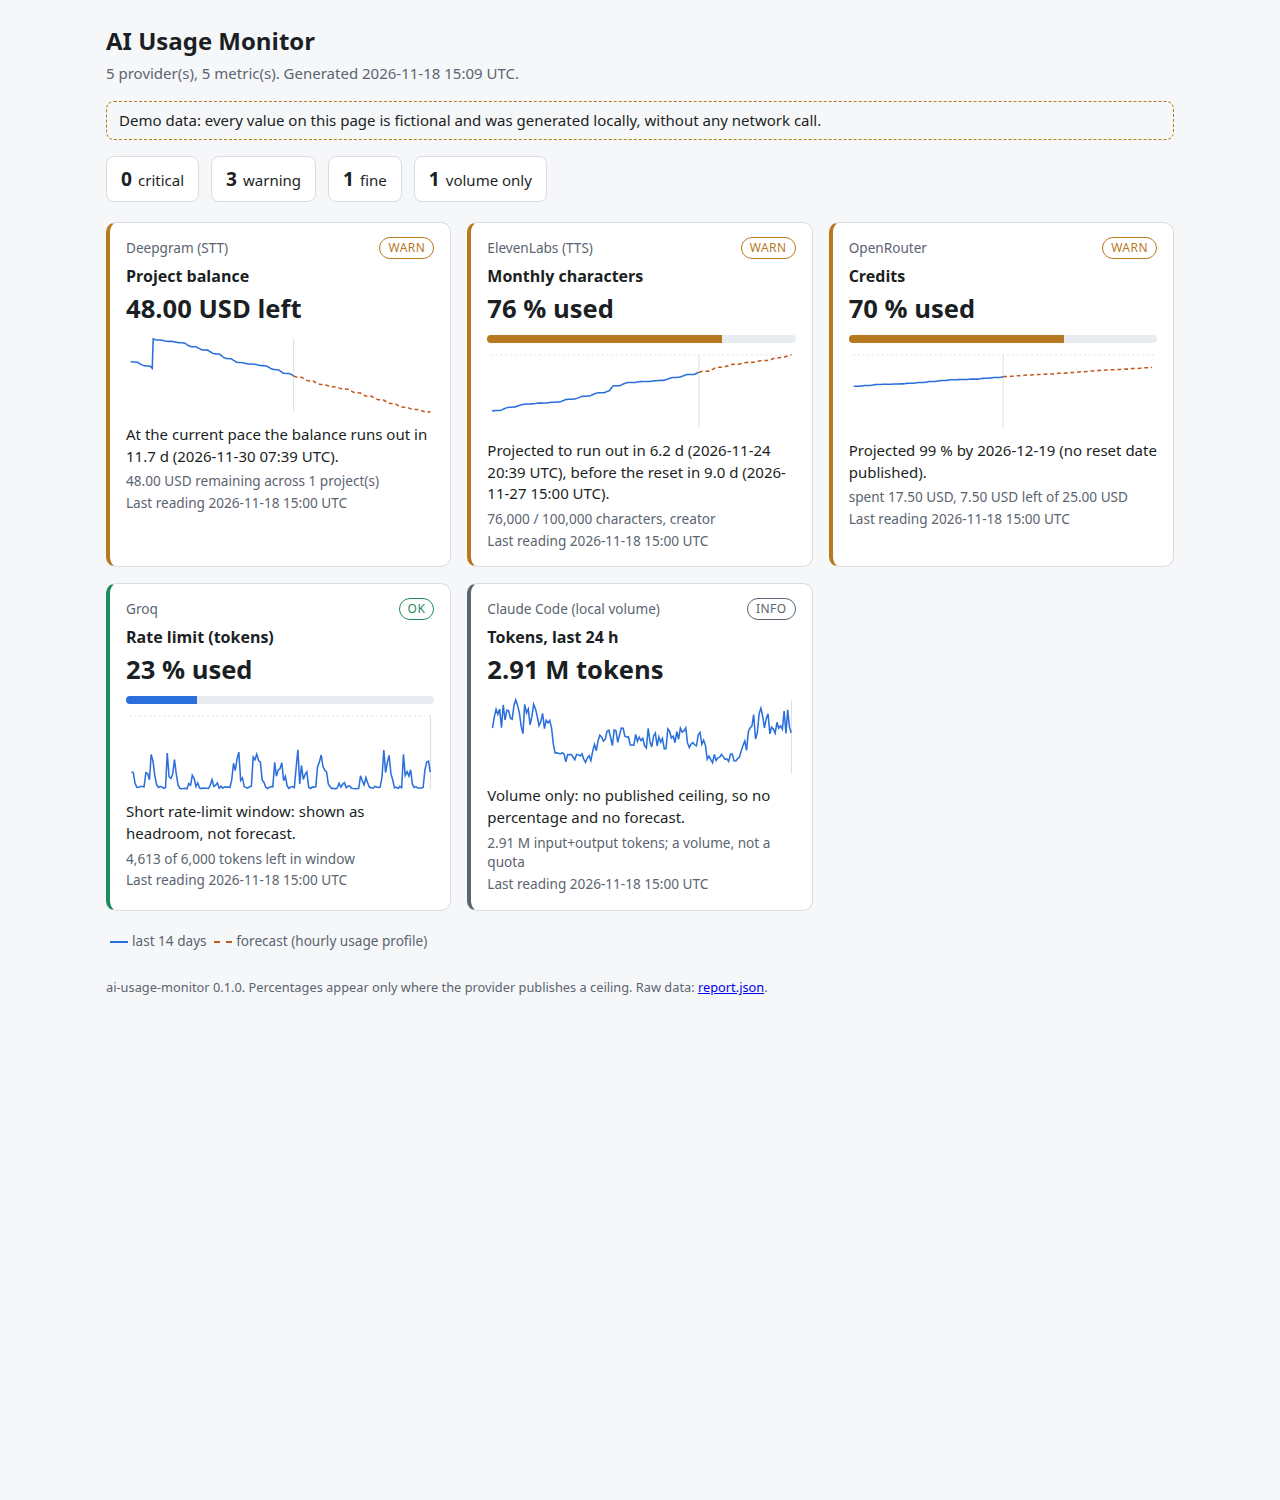 AI Usage Monitor
5 provider(s), 5 metric(s). Generated 2026-11-18 15:09 UTC.
Demo data: every value on this page is fictional and was generated locally, without any network call.
0 critical
3 warning
1 fine
1 volume only
Deepgram (STT)
WARN
Project balance
48.00 USD left
At the current pace the balance runs out in
11.7 d (2026-11-30 07:39 UTC).
48.00 USD remaining across 1 project(s)
Last reading 2026-11-18 15:00 UTC
ElevenLabs (TTS)
WARN
Monthly characters
76 % used
Projected to run out in 6.2 d (2026-11-24
20:39 UTC), before the reset in 9.0 d (2026-
11-27 15:00 UTC).
76,000 / 100,000 characters, creator
Last reading 2026-11-18 15:00 UTC
OpenRouter
WARN
Credits
70 % used
Projected 99 % by 2026-12-19 (no reset date
published).
spent 17.50 USD, 7.50 USD left of 25.00 USD
Last reading 2026-11-18 15:00 UTC
Groq
OK
Rate limit (tokens)
23 % used
Short rate-limit window: shown as
headroom, not forecast.
4,613 of 6,000 tokens left in window
Last reading 2026-11-18 15:00 UTC
Claude Code (local volume)
INFO
Tokens, last 24 h
2.91 M tokens
Volume only: no published ceiling, so no
percentage and no forecast.
2.91 M input+output tokens; a volume, not a
quota
Last reading 2026-11-18 15:00 UTC
last 14 days
forecast (hourly usage profile)
ai-usage-monitor 0.1.0. Percentages appear only where the provider publishes a ceiling. Raw data: report.json.